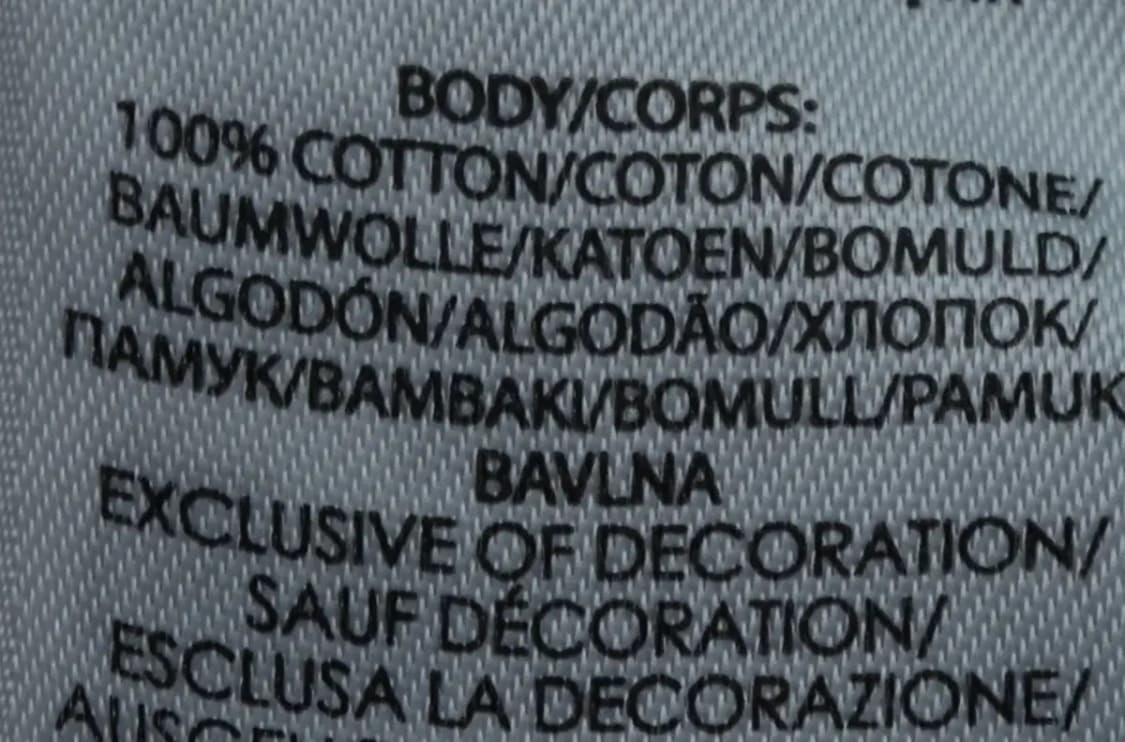 BODY/CORPS:
100% COTTON/COTON/COTONE/
BAUMWOLLE/KATOEN/BOMULD/
ALGODÓN/ALGODÃO/ХЛОПОК/
ПАМУК/BAMBAKI/BOMULL/PAMUK
BAVLNA
EXCLUSIVE OF DECORATION/
SAUF DÉCORATION/
ESCLUSA LA DECORAZIONE/